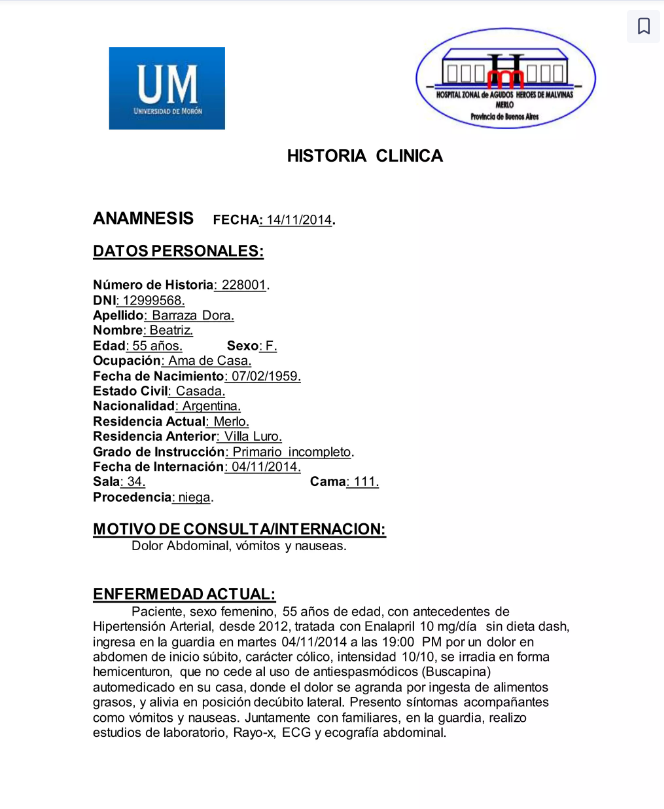 UM
UNIVERSIDAD DE MORÓN
HOSPITAL ZONAL de AGUDOS HEROES DE MALVINAS
MERLO
Provincia de Buenos Aires
HISTORIA CLINICA
ANAMNESIS FECHA: 14/11/2014.
DATOS PERSONALES:
Número de Historia: 228001.
DNI: 12999568.
Apellido: Barraza Dora.
Nombre: Beatriz.
Edad: 55 años. Sexo: F.
Ocupación: Ama de Casa.
Fecha de Nacimiento: 07/02/1959.
Estado Civil: Casada.
Nacionalidad: Argentina.
Residencia Actual: Merlo.
Residencia Anterior: Villa Luro.
Grado de Instrucción: Primario incompleto.
Fecha de Internación: 04/11/2014.
Sala: 34. Cama: 111.
Procedencia: niega.
MOTIVO DE CONSULTA/INTERNACION:
Dolor Abdominal, vómitos y nauseas.
ENFERMEDAD ACTUAL:
Paciente, sexo femenino, 55 años de edad, con antecedentes de
Hipertensión Arterial, desde 2012, tratada con Enalapril 10 mg/día sin dieta dash,
ingresa en la guardia en martes 04/11/2014 a las 19:00 PM por un dolor en
abdomen de inicio súbito, carácter cólico, intensidad 10/10, se irradia en forma
hemicenturon, que no cede al uso de antiespasmódicos (Buscapina)
automedicado en su casa, donde el dolor se agranda por ingesta de alimentos
grasos, y alivia en posición decúbito lateral. Presento síntomas acompañantes
como vómitos y nauseas. Juntamente con familiares, en la guardia, realizo
estudios de laboratorio, Rayo-x, ECG y ecografía abdominal.